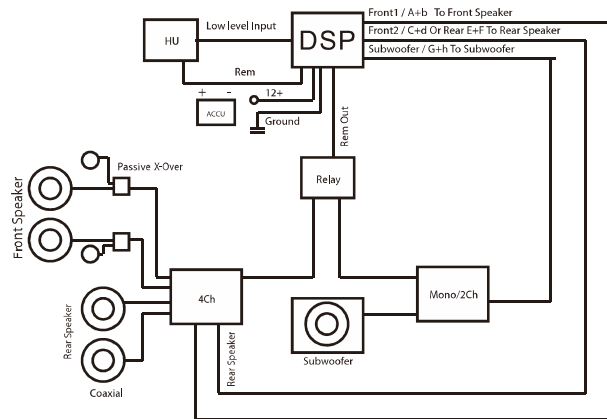 Front1 / A+b To Front Speaker
Low level Input
Front2 / C+d Or Rear E+F To Rear Speaker
HU
DSP
Subwoofer / G+h To Subwoofer
Rem
+ -
12+
ACCU
Ground
Rem Out
Passive X-Over
Relay
Front Speaker
4Ch
Mono/2Ch
Rear Speaker
Rear Speaker
Subwoofer
Coaxial